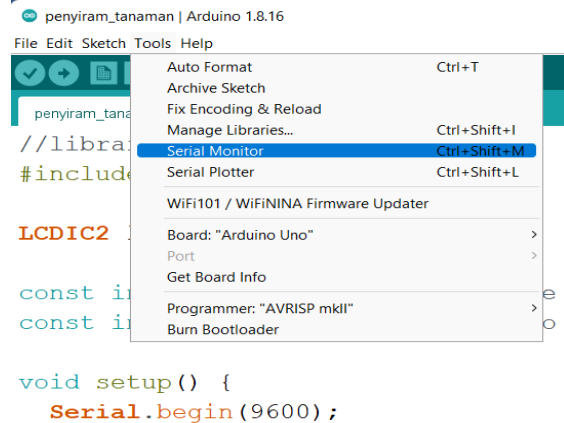 penyiram_tanaman | Arduino 1.8.16
File Edit Sketch Tools Help
Auto Format Ctrl+T
Archive Sketch
penyiram_tana Fix Encoding & Reload
Manage Libraries... Ctrl+Shift+I
//libra
Serial Monitor Ctrl+Shift+M
#include Serial Plotter Ctrl+Shift+L
WiFi101 / WiFiNINA Firmware Updater
LCDIC2
Board: "Arduino Uno" >
Port >
Get Board Info
const in
Programmer: "AVRISP mkII" >
const in
Burn Bootloader
void setup() {
Serial.begin(9600);